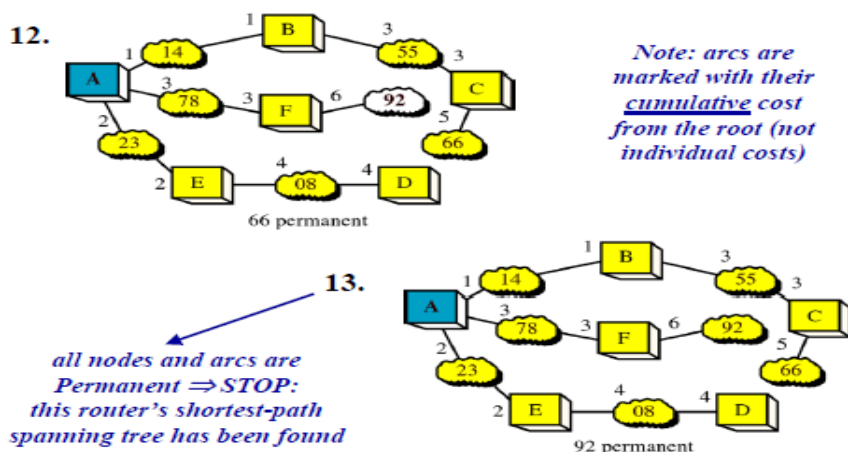 12.
1
B
3
1
14
55
3
A
3
C
78
3
F
6
92
5
2
23
66
2
E
4
08
4
D
66 permanent
Note: arcs are
marked with their
cumulative cost
from the root (not
individual costs)
13.
1
B
3
1
14
55
3
A
3
C
78
3
F
6
92
5
2
23
66
2
E
4
08
4
D
92 permanent
all nodes and arcs are
Permanent ⇒ STOP:
this router's shortest-path
spanning tree has been found